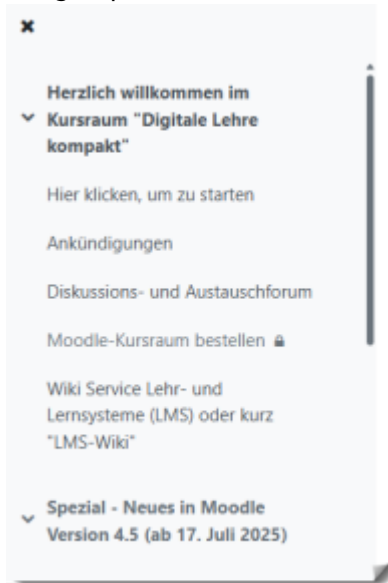 Herzlich willkommen im
Kursraum "Digitale Lehre
kompakt"
Hier klicken, um zu starten
Ankündigungen
Diskussions- und Austauschforum
Moodle-Kursraum bestellen
Wiki Service Lehr- und
Lernsysteme (LMS) oder kurz
"LMS-Wiki"
Spezial - Neues in Moodle
Version 4.5 (ab 17. Juli 2025)